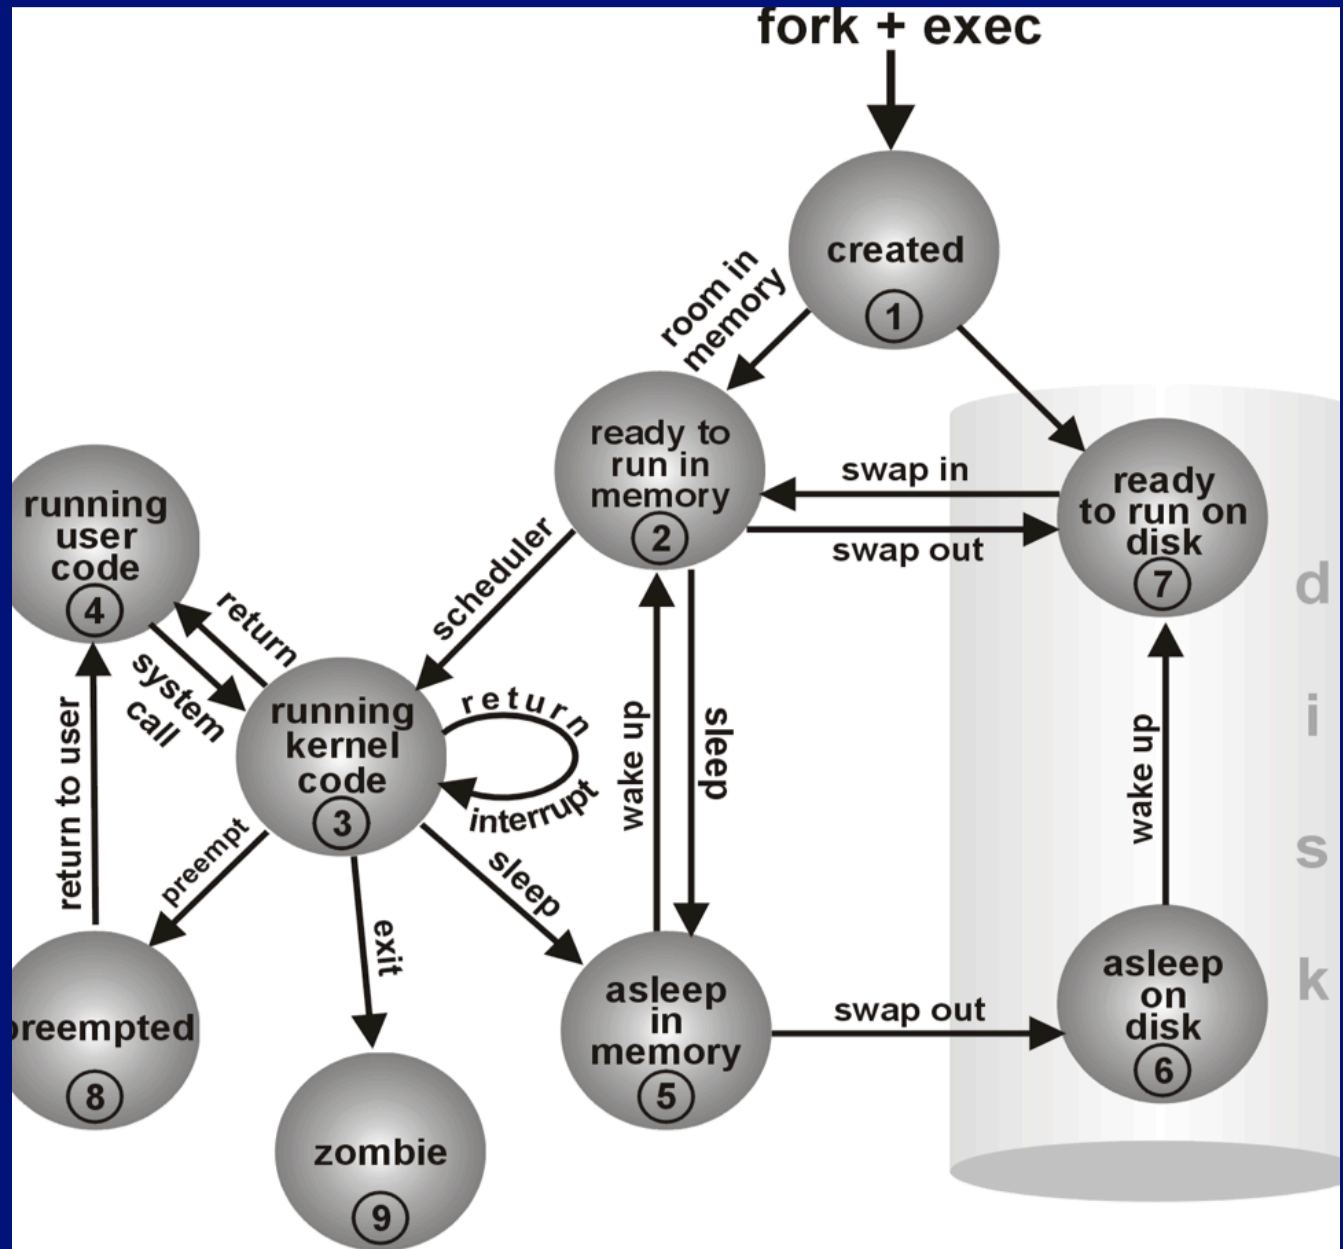 fork + exec
created
1
room in
memory
ready to
run in
memory
2
swap in
swap out
ready
to run on
disk
7
running
user
code
4
return
system
call
scheduler
running
kernel
code
3
return
interrupt
wake up
sleep
wake up
return to user
preempt
exit
sleep
preempted
8
zombie
9
asleep
in
memory
5
swap out
asleep
on
disk
6
d
i
s
k